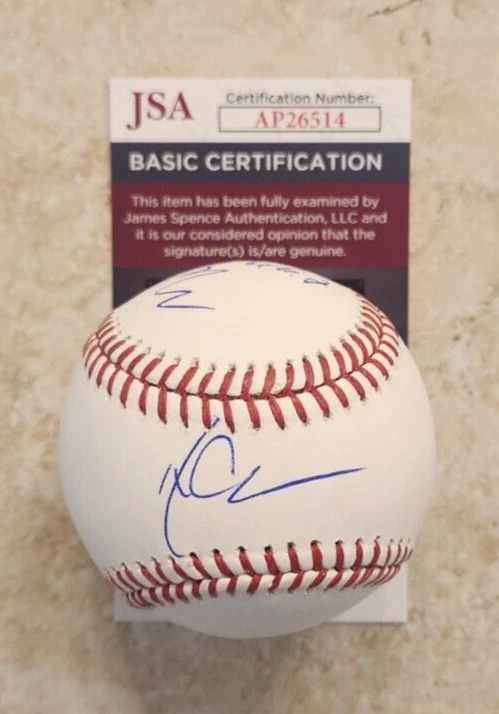 JSA
Certification Number:
AP26514
BASIC CERTIFICATION
This item has been fully examined by
James Spence Authentication, LLC and
it is our considered opinion that the
signature(s) is/are genuine.